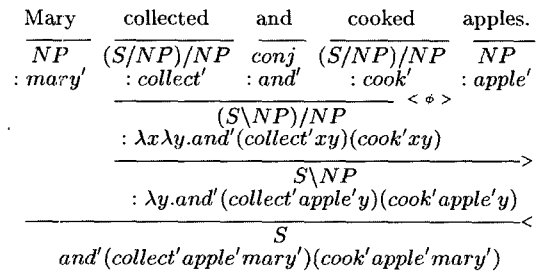 Mary collected and cooked apples.
NP (S/NP)/NP conj (S/NP)/NP NP
: mary′ : collect′ : and′ : cook′ : apple′
< ϕ >
(S\NP)/NP
: λxλy.and′(collect′xy)(cook′xy)
>
S\NP
: λy.and′(collect′apple′y)(cook′apple′y)
<
S
and′(collect′apple′mary′)(cook′apple′mary′)